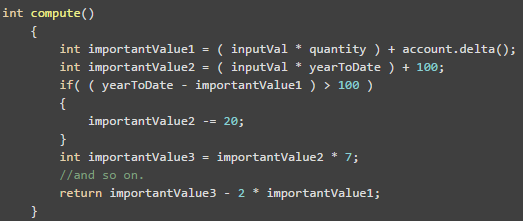 int compute()
{
int importantValue1 = ( inputVal * quantity ) + account.delta();
int importantValue2 = ( inputVal * yearToDate ) + 100;
if( ( yearToDate - importantValue1 ) > 100 )
{
importantValue2 -= 20;
}
int importantValue3 = importantValue2 * 7;
//and so on.
return importantValue3 - 2 * importantValue1;
}